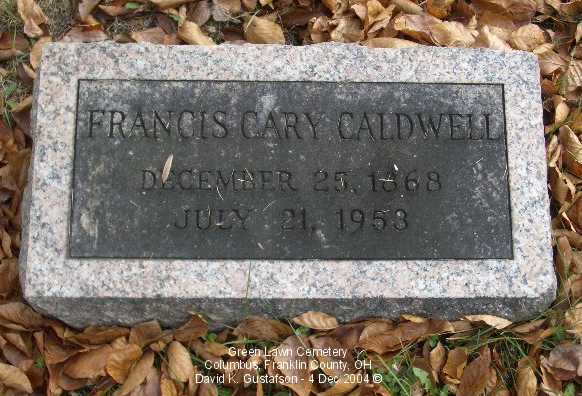 FRANCIS CARY CALDWELL
DECEMBER 25, 1868
JULY 21, 1953
Green Lawn Cemetery
Columbus, Franklin County, OH
David K. Gustafson - 4 Dec 2004 ©